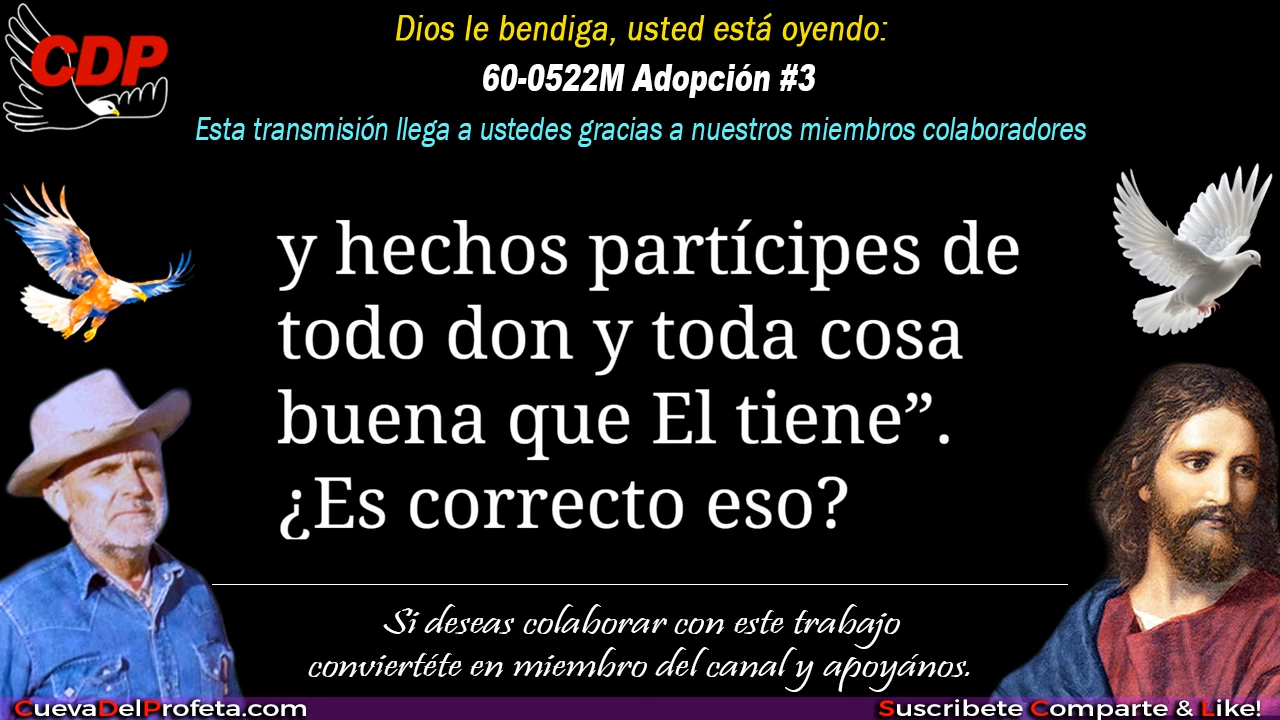 CDP
Dios le bendiga, usted está oyendo:
60-0522M Adopción #3
Esta transmisión llega a ustedes gracias a nuestros miembros colaboradores
y hechos partícipes de
todo don y toda cosa
buena que El tiene”.
¿Es correcto eso?
Si deseas colaborar con este trabajo
conviertéte en miembro del canal y apoyános.
CuevaDelProfeta.com
Suscribete Comparte & Like!